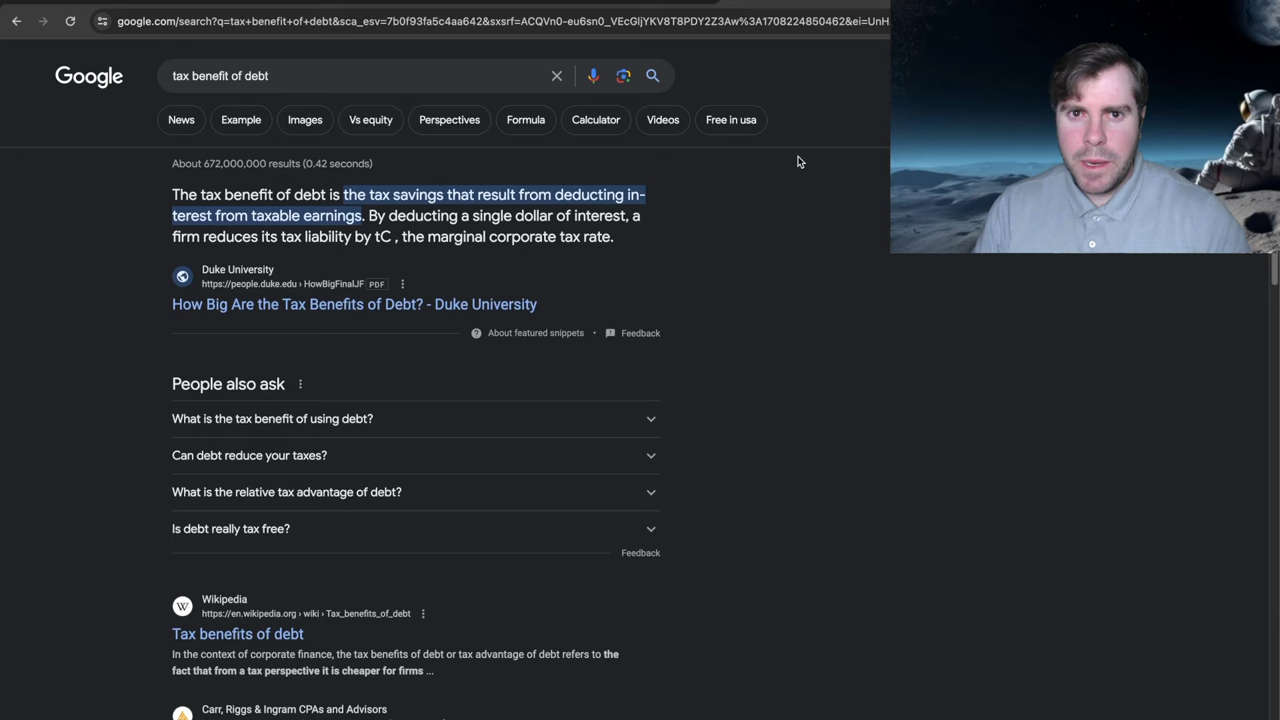 google.com/search?q=tax+benefit+of+debt&sca_esv=7b0f93fa5c4aa642&sxsrf=ACQVn0-eu6sn0_VEcGljYKV8T8PDY2Z3Aw%3A1708224850462&ei=UnH.
Google
tax benefit of debt
News
Example
Images
Vs equity
Perspectives
Formula
Calculator
Videos
Free in usa
About 672,000,000 results (0.42 seconds)
The tax benefit of debt is the tax savings that result from deducting in-
terest from taxable earnings. By deducting a single dollar of interest, a
firm reduces its tax liability by tC , the marginal corporate tax rate.
Duke University
https://people.duke.edu › HowBigFinalJF PDF
How Big Are the Tax Benefits of Debt? - Duke University
About featured snippets • Feedback
People also ask
What is the tax benefit of using debt?
Can debt reduce your taxes?
What is the relative tax advantage of debt?
Is debt really tax free?
Feedback
W
Wikipedia
https://en.wikipedia.org › wiki › Tax_benefits_of_debt
Tax benefits of debt
In the context of corporate finance, the tax benefits of debt or tax advantage of debt refers to the
fact that from a tax perspective it is cheaper for firms ...
Carr, Riggs & Ingram CPAs and Advisors